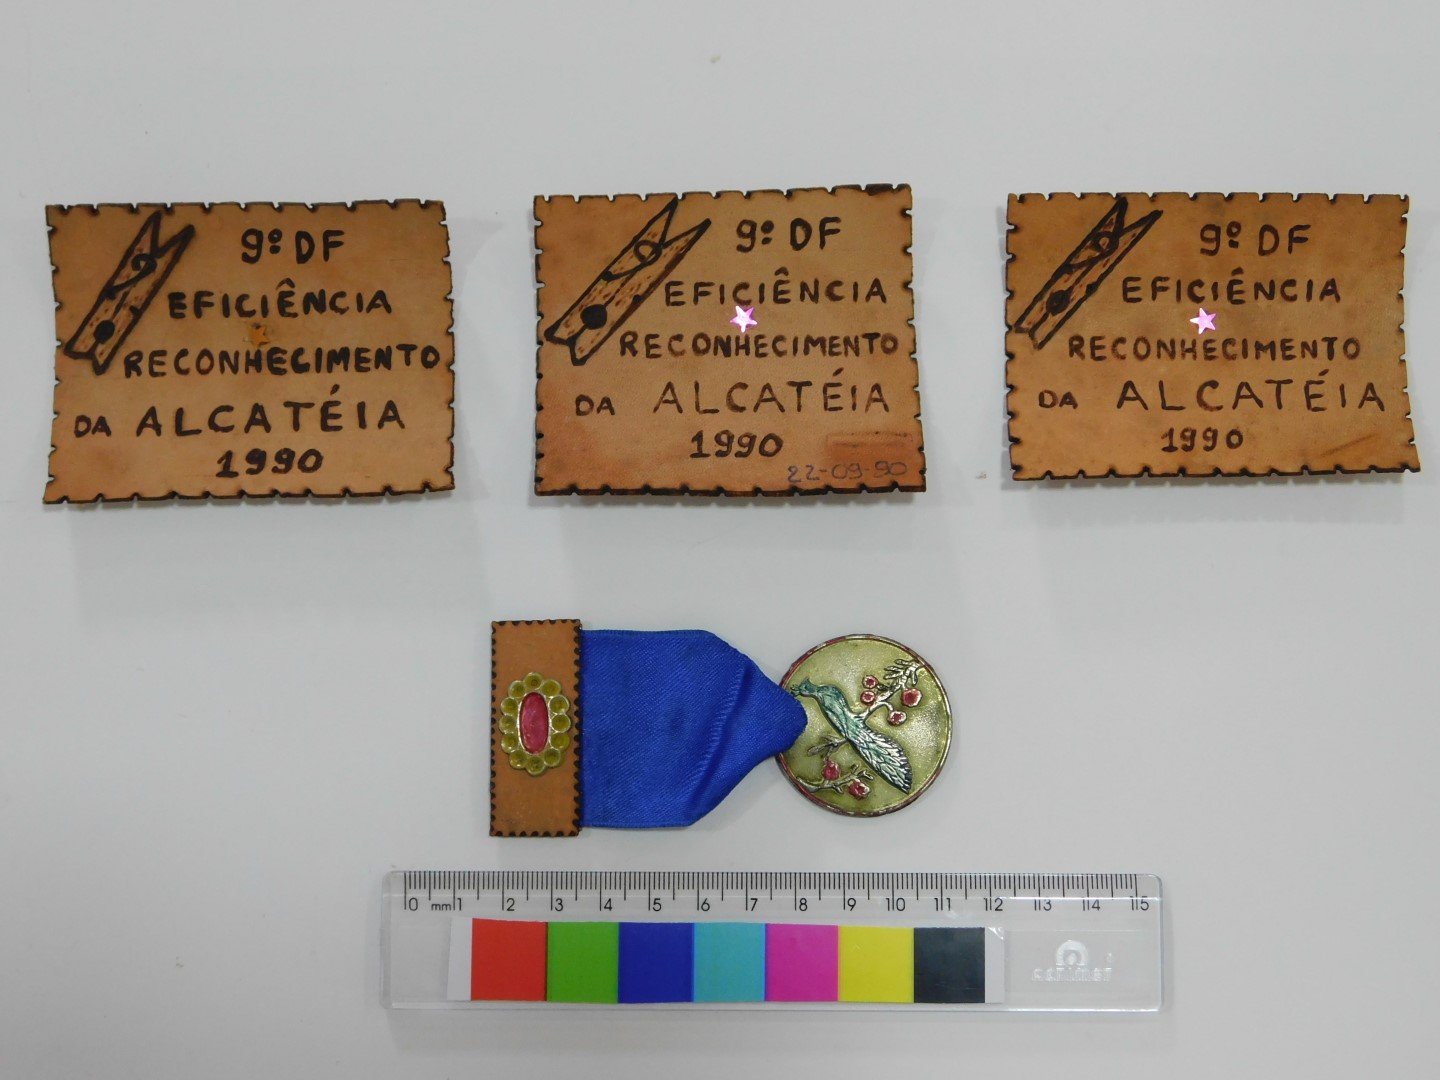 9º DF
EFICIÊNCIA
RECONHECIMENTO
DA ALCATÉIA
1990
9º DF
EFICIÊNCIA
RECONHECIMENTO
DA ALCATÉIA
1990
22-09-90
9º DF
EFICIÊNCIA
RECONHECIMENTO
DA ALCATÉIA
1990
0 mm 1 2 3 4 5 6 7 8 9 10 11 12 13 14 15